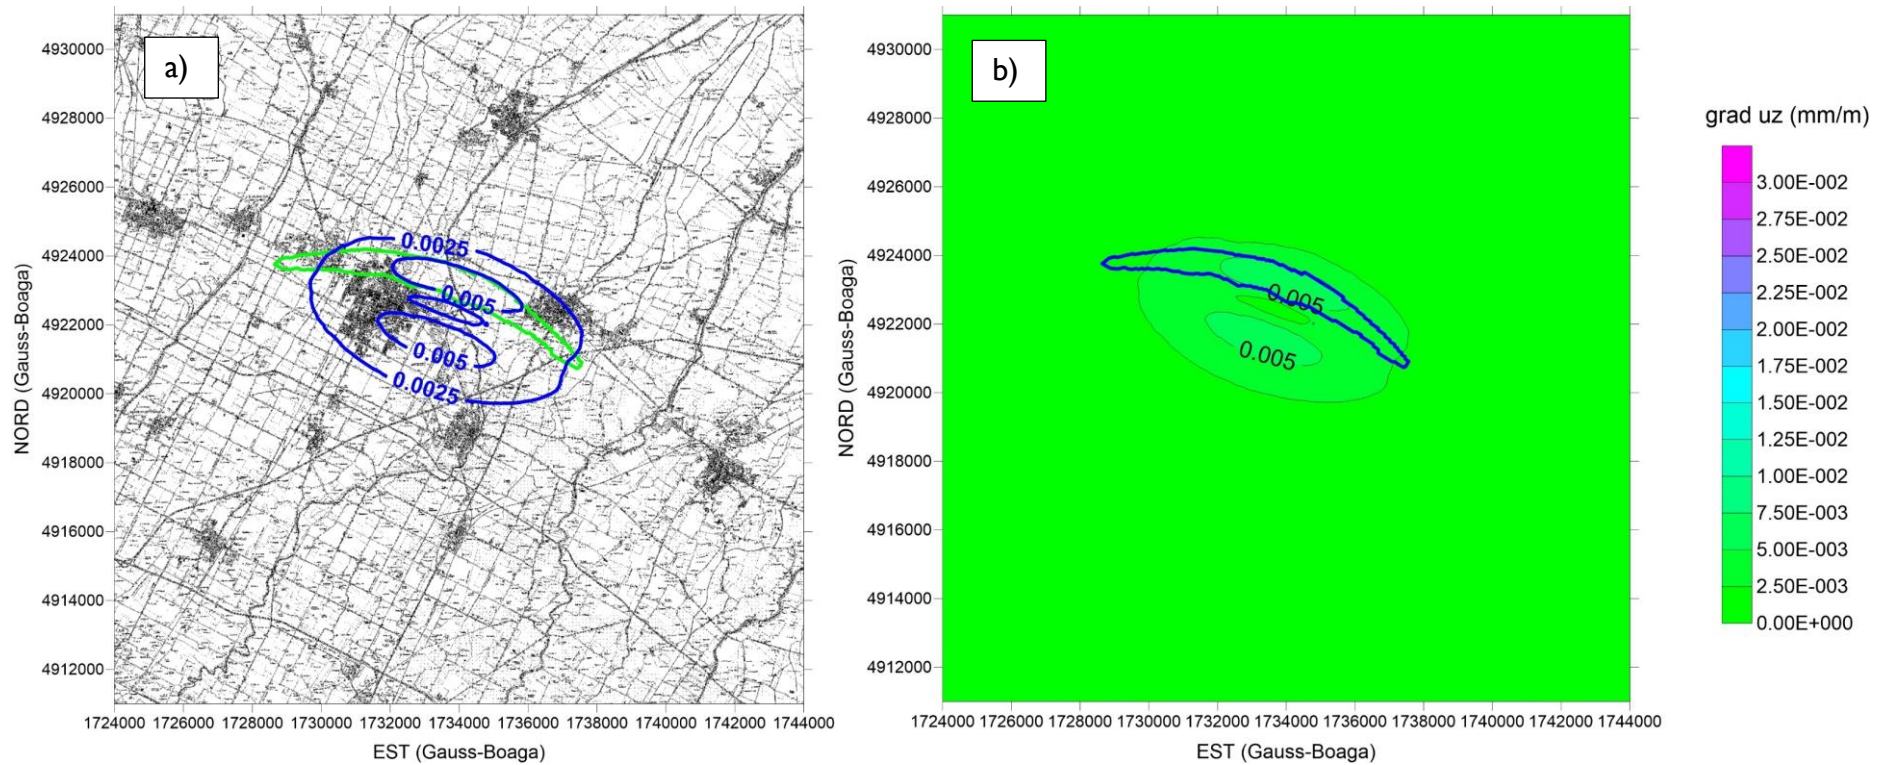 a)
4930000
4928000
4926000
4924000
4922000
4920000
4918000
4916000
4914000
4912000
NORD (Gauss-Boaga)
0.0025
0.005
0.005
0.0025
1724000 1726000 1728000 1730000 1732000 1734000 1736000 1738000 1740000 1742000 1744000
EST (Gauss-Boaga)
b)
4930000
4928000
4926000
4924000
4922000
4920000
4918000
4916000
4914000
4912000
NORD (Gauss-Boaga)
0.005
0.005
1724000 1726000 1728000 1730000 1732000 1734000 1736000 1738000 1740000 1742000 1744000
EST (Gauss-Boaga)
grad uz (mm/m)
3.00E-002
2.75E-002
2.50E-002
2.25E-002
2.00E-002
1.75E-002
1.50E-002
1.25E-002
1.00E-002
7.50E-003
5.00E-003
2.50E-003
0.00E+000